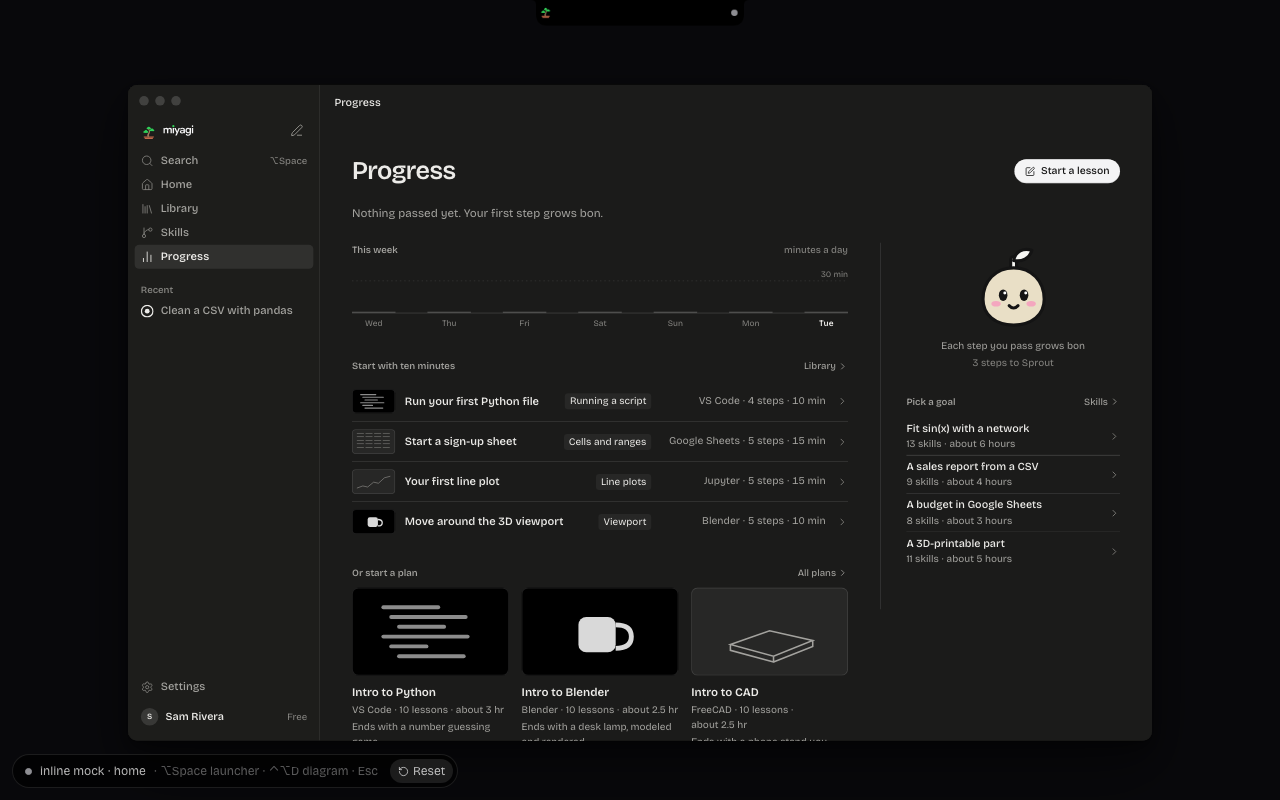 miyagi
Search ⌥Space
Home
Library
Skills
Progress
Recent
Clean a CSV with pandas
Settings
S Sam Rivera Free
Progress
Progress
Start a lesson
Nothing passed yet. Your first step grows bon.
This week minutes a day
30 min
Wed Thu Fri Sat Sun Mon Tue
Start with ten minutes Library
Run your first Python file Running a script VS Code · 4 steps · 10 min
Start a sign-up sheet Cells and ranges Google Sheets · 5 steps · 15 min
Your first line plot Line plots Jupyter · 5 steps · 15 min
Move around the 3D viewport Viewport Blender · 5 steps · 10 min
Or start a plan All plans
Intro to Python
VS Code · 10 lessons · about 3 hr
Ends with a number guessing
Intro to Blender
Blender · 10 lessons · about 2.5 hr
Ends with a desk lamp, modeled
and rendered
Intro to CAD
FreeCAD · 10 lessons ·
about 2.5 hr
Each step you pass grows bon
3 steps to Sprout
Pick a goal Skills
Fit sin(x) with a network
13 skills · about 6 hours
A sales report from a CSV
9 skills · about 4 hours
A budget in Google Sheets
8 skills · about 3 hours
A 3D-printable part
11 skills · about 5 hours
inline mock · home · ⌥Space launcher · ^⌥D diagram · Esc Reset